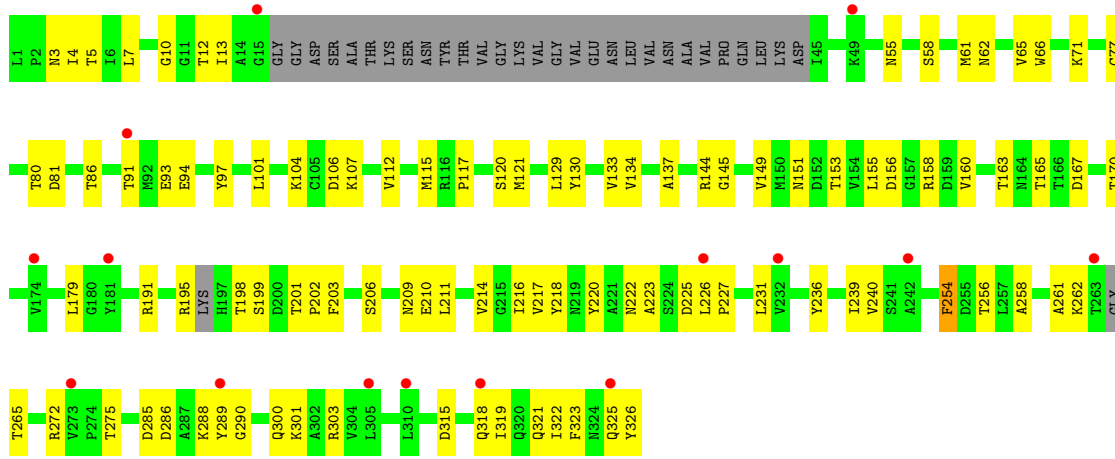 L1 P2 N3 I4 T5 I6 L7 G10 G11 T12 I13 A14 G15 GLY GLY ASP SER ALA THR LYS SER ASN TYR THR VAL GLY LYS VAL GLY VAL GLU ASN LEU VAL ASN ALA VAL PRO GLN LEU LYS ASP I45 K49 N55 S58 M61 N62 V65 W66 K71
T80 D81 T86 T91 M92 E93 E94 Y97 L101 K104 C105 D106 K107 V112 M115 R116 P117 S120 M121 L129 Y130 V133 V134 A137 R144 G145 V149 M150 N151 D152 T153 V154 L155 D156 G157 R158 D159 V160 T163 N164 T165 T166 D167
V174 L179 G180 Y181 R191 R195 LYS H197 T198 S199 D200 T201 P202 F203 S206 N209 E210 L211 V214 G215 I216 V217 Y218 N219 Y220 A221 N222 A223 S224 D225 L226 P227 L231 V232 Y236 I239 V240 S241 A242 F254 D255 T256 L257 A258 A261 K262 T263
T265 R272 V273 P274 T275 D285 D286 A287 K288 Y289 G290 Q300 K301 A302 R303 V304 L305 L310 D315 Q318 I319 Q320 Q321 I322 F323 N324 Q325 Y326